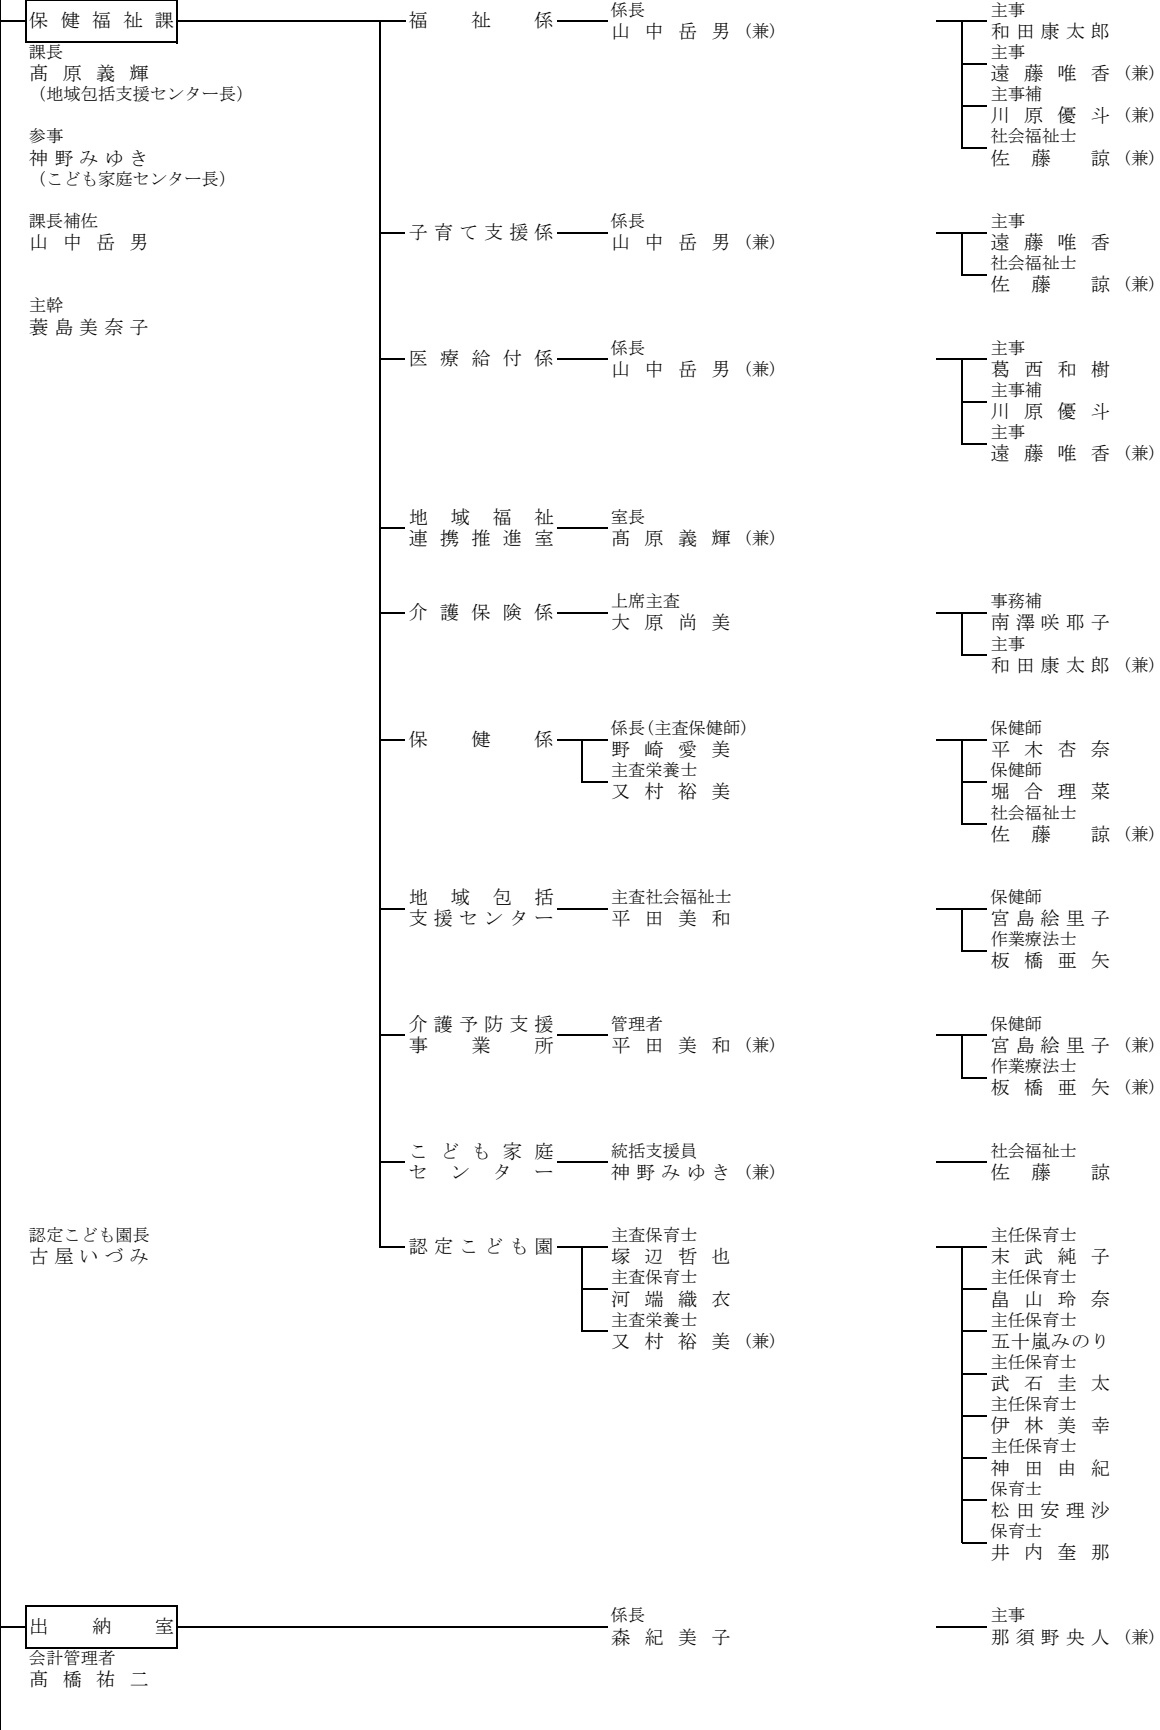 保健福祉課
課長
髙原義輝
(地域包括支援センター長)
参事
神野みゆき
(こども家庭センター長)
課長補佐
山中岳男
主幹
蓑島美奈子
福祉係
係長
山中岳男(兼)
主事
和田康太郎
主事
遠藤唯香(兼)
主事補
川原優斗(兼)
社会福祉士
佐藤諒(兼)
子育て支援係
係長
山中岳男(兼)
主事
遠藤唯香
社会福祉士
佐藤諒(兼)
医療給付係
係長
山中岳男(兼)
主事
葛西和樹
主事補
川原優斗
主事
遠藤唯香(兼)
地域福祉
連携推進室
室長
髙原義輝(兼)
介護保険係
上席主査
大原尚美
事務補
南澤咲耶子
主事
和田康太郎(兼)
保健係
係長(主査保健師)
野崎愛美
主査栄養士
又村裕美
保健師
平木杏奈
保健師
堀合理菜
社会福祉士
佐藤諒(兼)
地域包括
支援センター
主査社会福祉士
平田美和
保健師
宮島絵里子
作業療法士
板橋亜矢
介護予防支援
事業所
管理者
平田美和(兼)
保健師
宮島絵里子(兼)
作業療法士
板橋亜矢(兼)
こども家庭
センター
統括支援員
神野みゆき(兼)
社会福祉士
佐藤諒
認定こども園長
古屋いづみ
認定こども園
主査保育士
塚辺哲也
主査保育士
河端織衣
主査栄養士
又村裕美(兼)
主任保育士
末武純子
主任保育士
畠山玲奈
主任保育士
五十嵐みのり
主任保育士
武石圭太
主任保育士
伊林美幸
主任保育士
神田由紀
保育士
松田安理沙
保育士
井内奎那
出納室
会計管理者
髙橋祐二
係長
森紀美子
主事
那須野央人(兼)